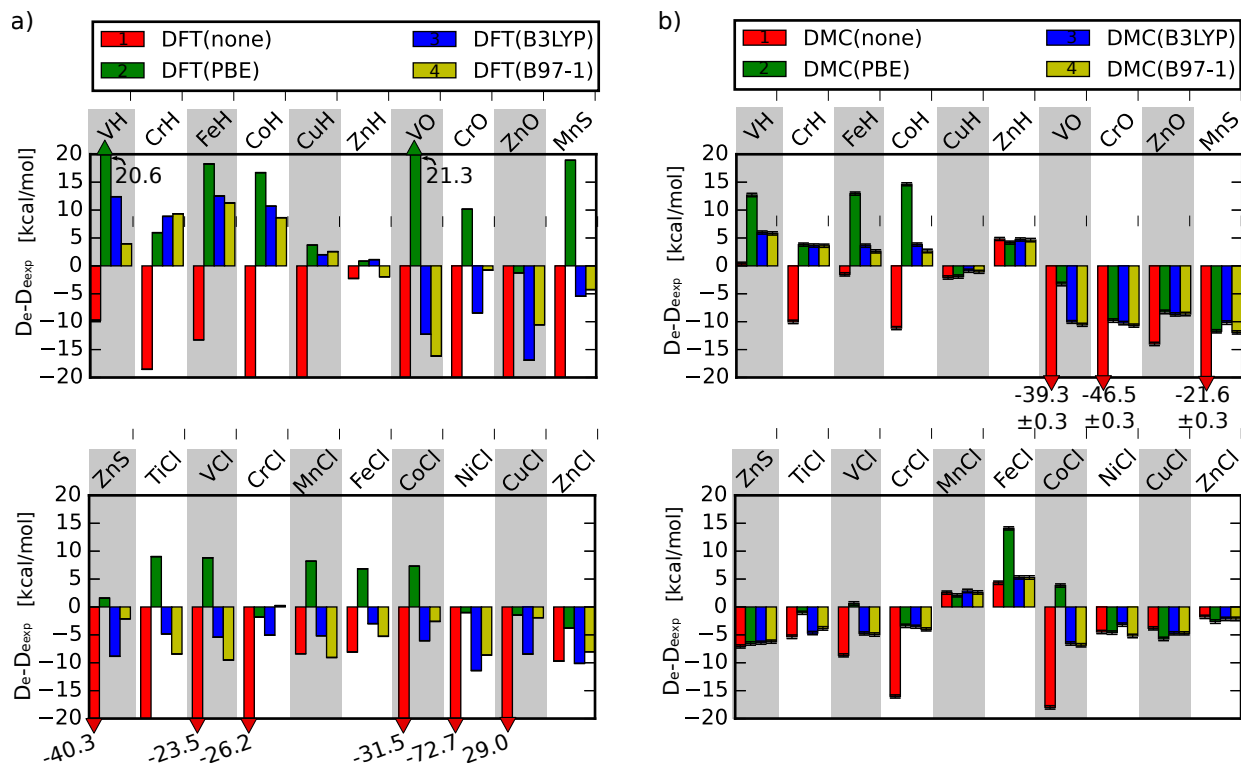 a)
1 DFT(none)
3 DFT(B3LYP)
2 DFT(PBE)
4 DFT(B97-1)
VH CrH FeH CoH CuH ZnH VO CrO ZnO MnS
20
15
10
5
0
−5
−10
−15
−20
De-Deexp [kcal/mol]
20.6
21.3
ZnS TiCl VCl CrCl MnCl FeCl CoCl NiCl CuCl ZnCl
20
15
10
5
0
−5
−10
−15
−20
De-Deexp [kcal/mol]
-40.3 -23.5 -26.2 -31.5 -72.7 29.0
b)
1 DMC(none)
3 DMC(B3LYP)
2 DMC(PBE)
4 DMC(B97-1)
VH CrH FeH CoH CuH ZnH VO CrO ZnO MnS
20
15
10
5
0
−5
−10
−15
−20
De-Deexp [kcal/mol]
-39.3 -46.5 -21.6
±0.3 ±0.3 ±0.3
ZnS TiCl VCl CrCl MnCl FeCl CoCl NiCl CuCl ZnCl
20
15
10
5
0
−5
−10
−15
−20
De-Deexp [kcal/mol]